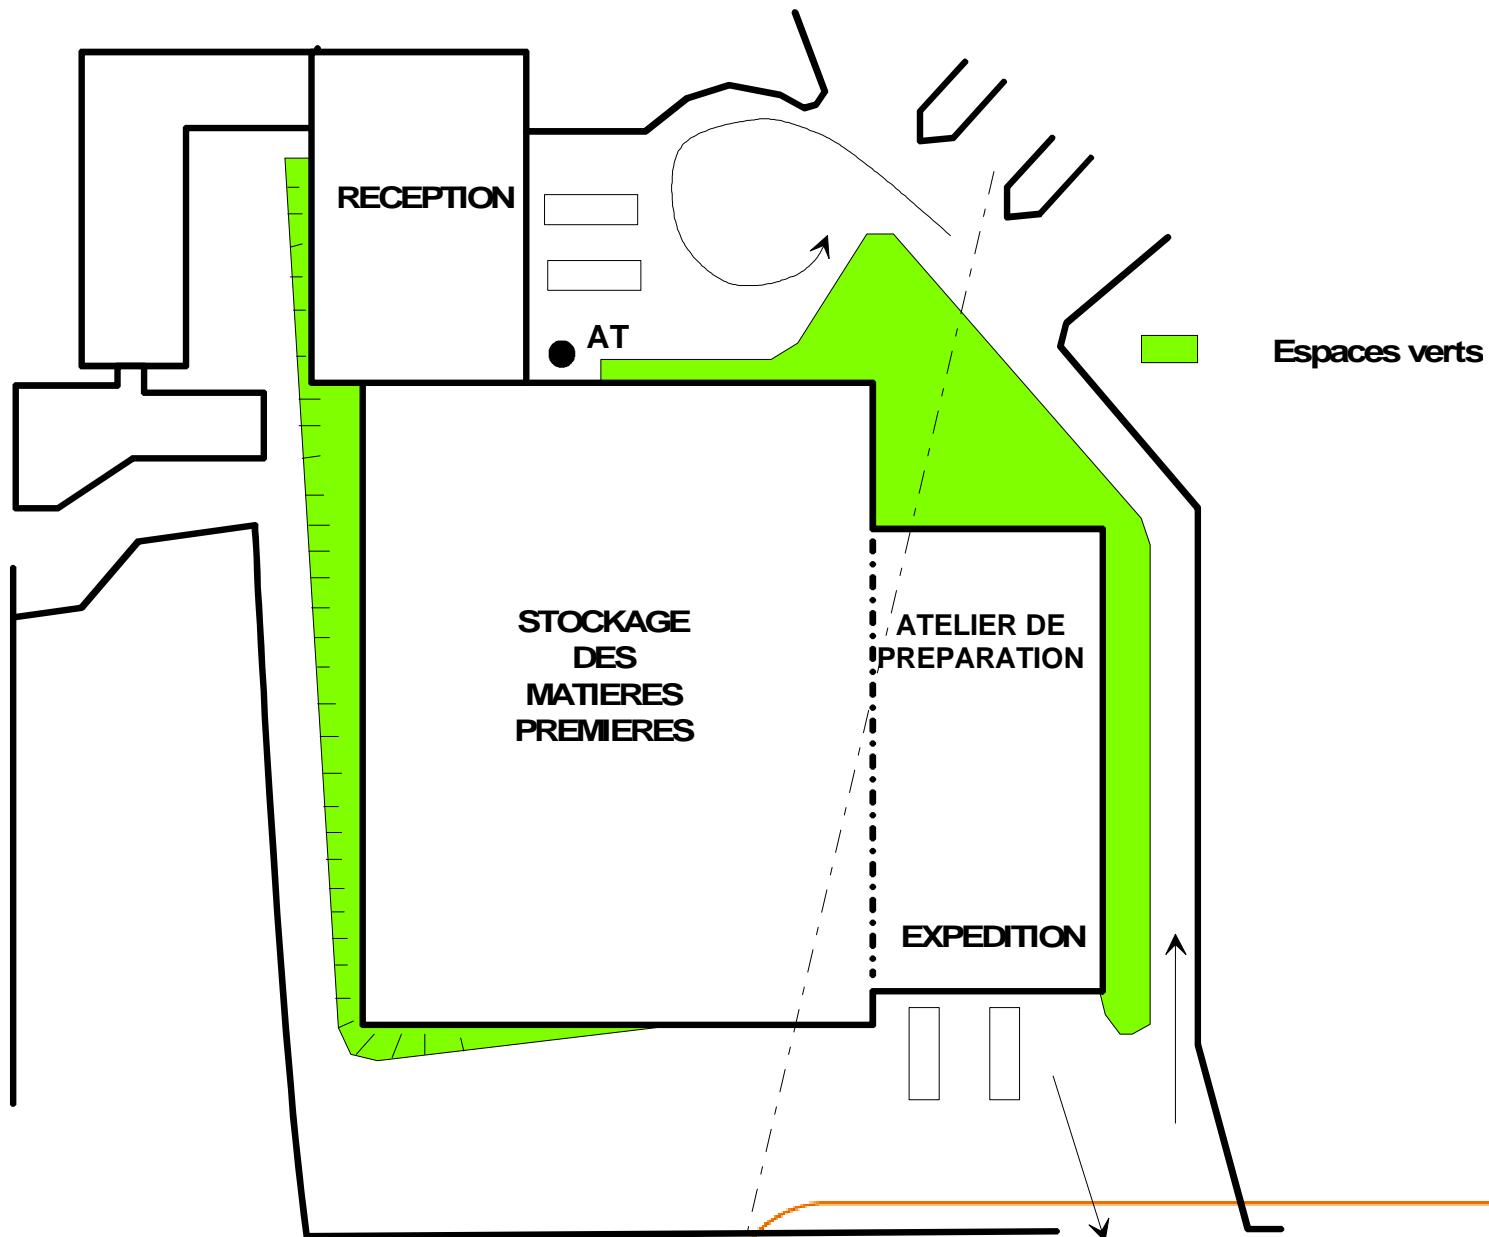 RECEPTION
AT
Espaces verts
STOCKAGE
DES
MATIERES
PREMIERES
ATELIER DE
PREPARATION
EXPEDITION